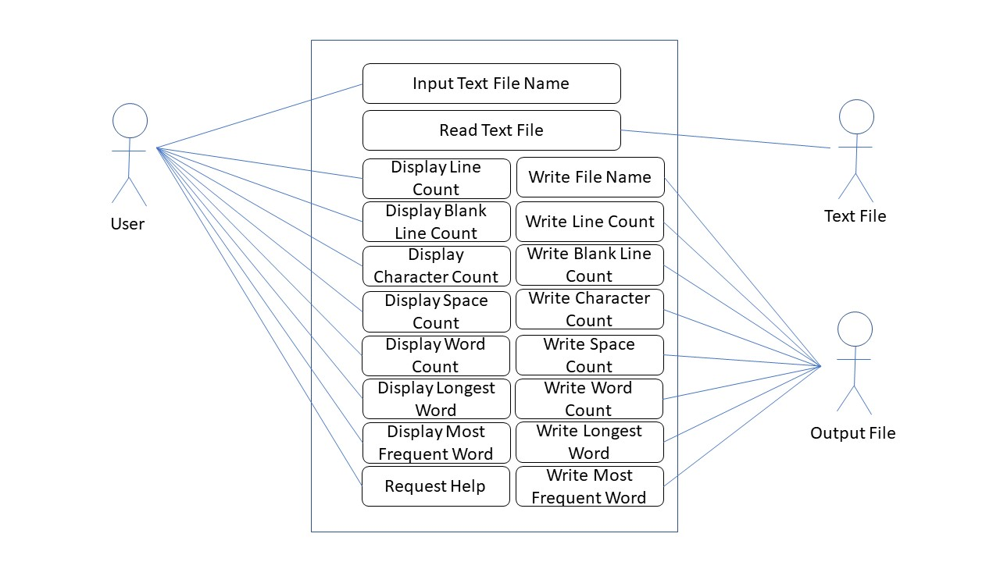 Input Text File Name
Read Text File
Display Line
Count
Write File Name
Display Blank
Line Count
Write Line Count
Display
Character Count
Write Blank Line
Count
Display Space
Count
Write Character
Count
Display Word
Count
Write Space
Count
Display Longest
Word
Write Word
Count
Display Most
Frequent Word
Write Longest
Word
Request Help
Write Most
Frequent Word
User
Text File
Output File